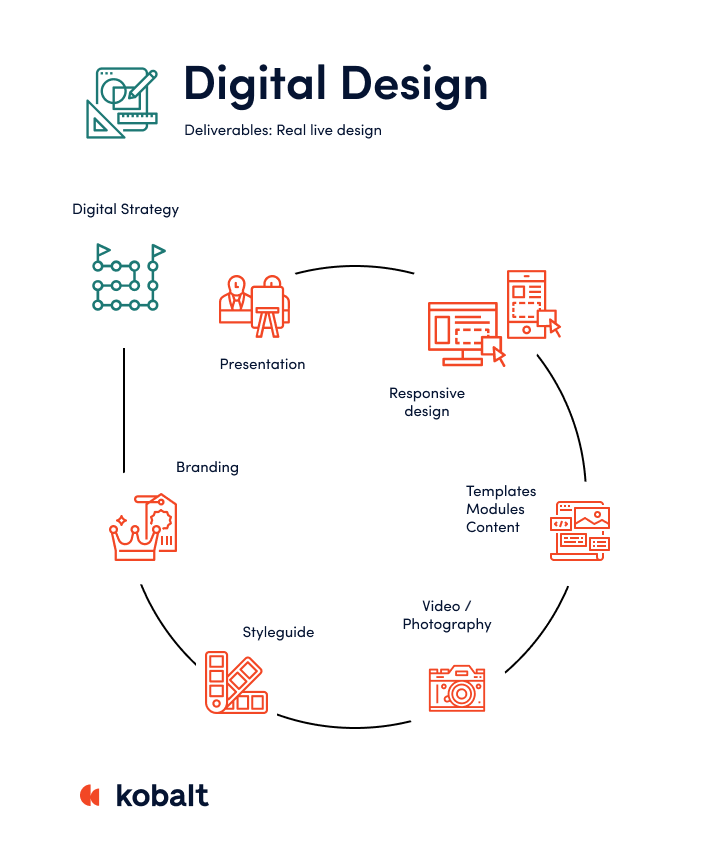 Digital Design
Deliverables: Real live design
Digital Strategy
Presentation
Responsive
design
Branding
Templates
Modules
Content
Video /
Photography
Styleguide
kobalt